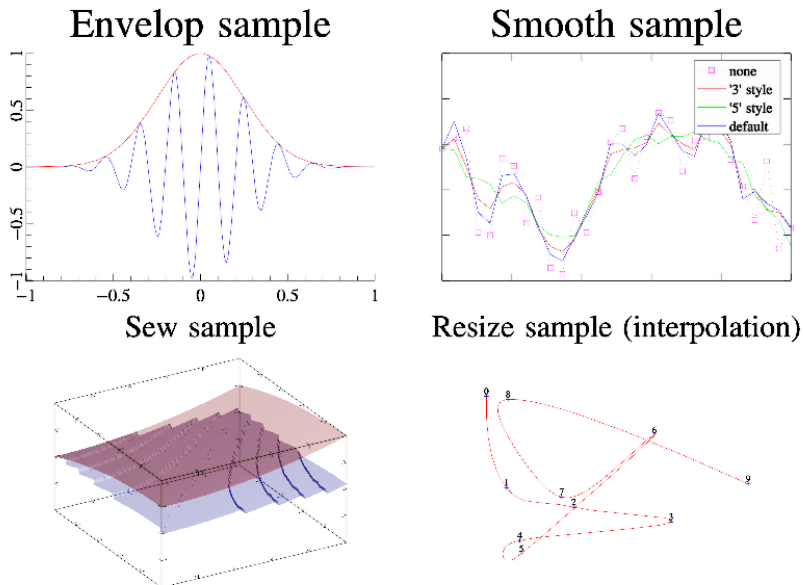 Envelop sample
Smooth sample
1
0.5
0
−0.5
−1
−1
−0.5
0
0.5
1
none
'3' style
'5' style
default
Sew sample
Resize sample (interpolation)
0
8
6
1
7
2
9
3
4
5